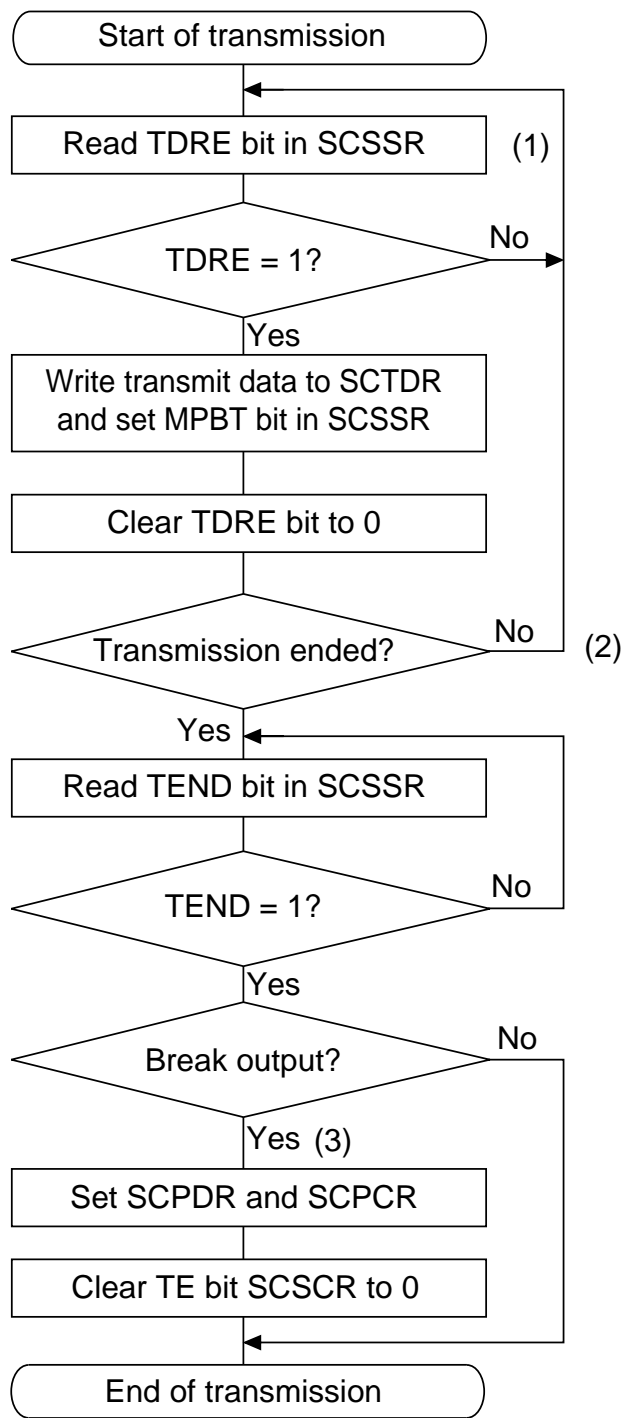 Start of transmission
Read TDRE bit in SCSSR
(1)
TDRE = 1?
No
Yes
Write transmit data to SCTDR
and set MPBT bit in SCSSR
Clear TDRE bit to 0
Transmission ended?
No
(2)
Yes
Read TEND bit in SCSSR
TEND = 1?
No
Yes
Break output?
No
Yes (3)
Set SCPDR and SCPCR
Clear TE bit SCSCR to 0
End of transmission